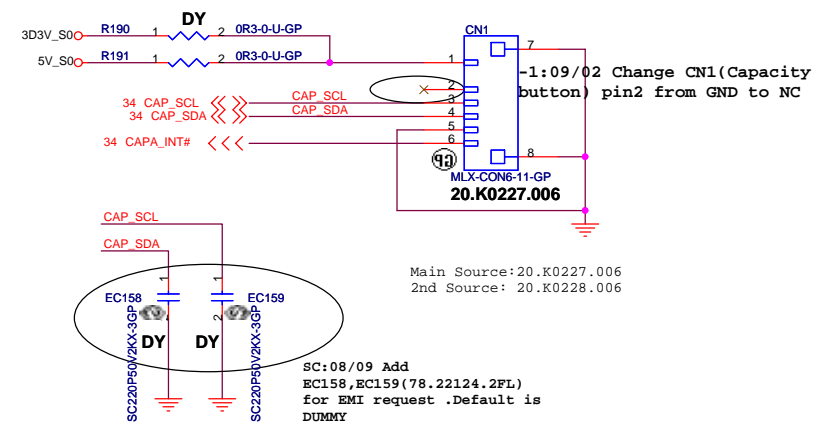 DY
3D3V_S0 R190 1 2 0R3-0-U-GP
5V_S0 R191 1 2 0R3-0-U-GP
CN1
7
1
2
3
4
5
6
8
-1:09/02 Change CN1(Capacity
button) pin2 from GND to NC
34 CAP_SCL CAP_SCL
34 CAP_SDA CAP_SDA
34 CAPA_INT#
GP
MLX-CON6-11-GP
20.K0227.006
CAP_SCL
CAP_SDA
Main Source:20.K0227.006
2nd Source: 20.K0228.006
1 1
EC158 EC159
2 2
DY DY
SC220P50V2KX-3GP
SC220P50V2KX-3GP
SC:08/09 Add
EC158,EC159(78.22124.2FL)
for EMI request .Default is
DUMMY